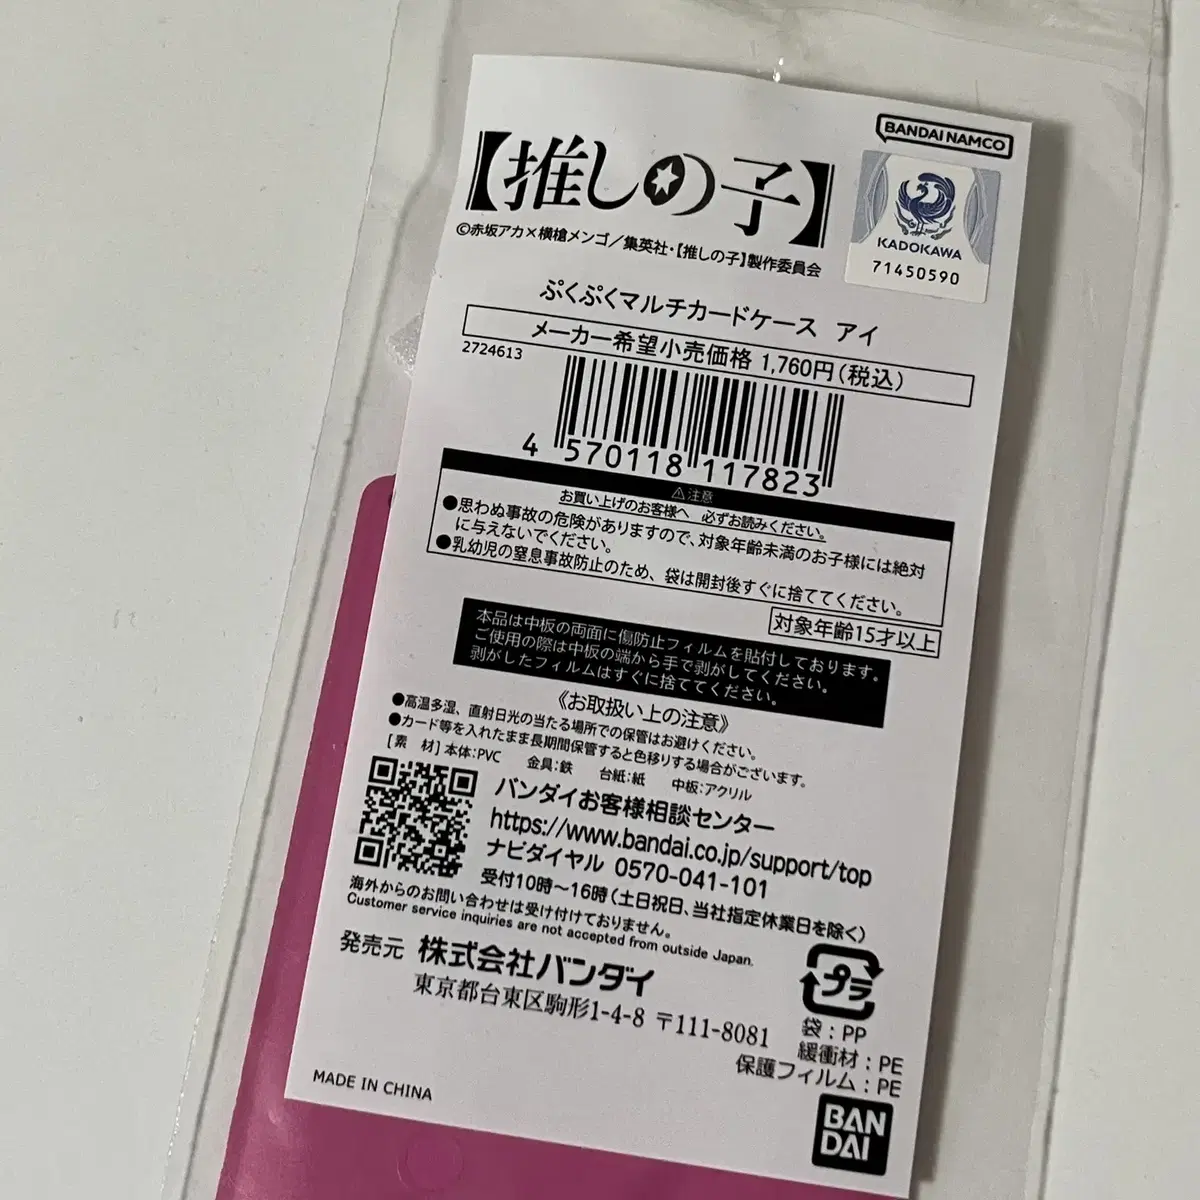 BANDAI NAMCO
【推しの子】
KADOKAWA
71450590
©赤坂アカ×横槍メンゴ／集英社・【推しの子】製作委員会
ぷくぷくマルチカードケース アイ
メーカー希望小売価格 1,760円(税込)
2724613
4 570118 117823
⚠注意
お買い上げのお客様へ 必ずお読みください。
●思わぬ事故の危険がありますので、対象年齢未満のお子様には絶対
に与えないでください。
●乳幼児の窒息事故防止のため、袋は開封後すぐに捨ててください。
対象年齢15才以上
本品は中板の両面に傷防止フィルムを貼付しております。
ご使用の際は中板の端から手で剥がしてください。
剥がしたフィルムはすぐに捨ててください。
《お取扱い上の注意》
●高温多湿、直射日光の当たる場所での保管はお避けください。
●カード等を入れたまま長期間保管すると色移りする場合がございます。
[素 材] 本体:PVC 金具:鉄 台紙:紙 中板:アクリル
バンダイお客様相談センター
https://www.bandai.co.jp/support/top
ナビダイヤル 0570-041-101
受付10時～16時(土日祝日、当社指定休業日を除く)
海外からのお問い合わせは受け付けておりません。
Customer service inquiries are not accepted from outside Japan.
発売元 株式会社バンダイ
東京都台東区駒形1-4-8 〒111-8081
プラ
袋:PP
緩衝材:PE
保護フィルム:PE
MADE IN CHINA
BAN
DAI